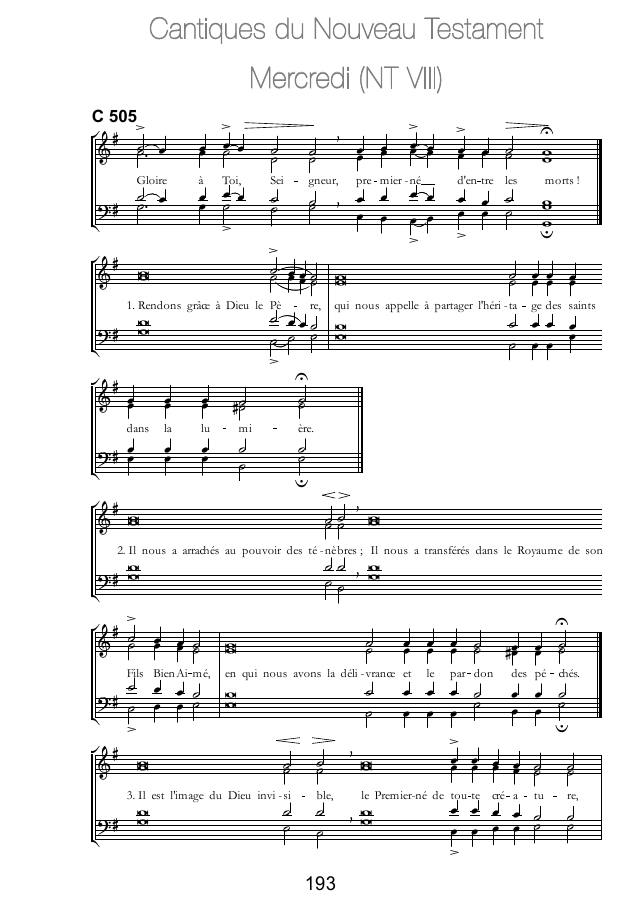 Cantiques du Nouveau Testament
Mercredi (NT VIII)
C 505
Gloire à Toi, Sei - gneur, pre-mier-né__ d'en-tre les morts !
1. Rendons grâce à Dieu le Pè - re, qui nous appelle à partager l'héri-ta-ge des saints
dans la lu - mi - ère.
2. Il nous a arrachés au pouvoir des té-nèbres ; Il nous a transférés dans le Royaume de son
Fils Bien Ai-mé, en qui nous avons la déli-vrance et le par-don des pé-chés.
3. Il est l'image du Dieu invi-si - ble, le Premier-né de tou-te cré-a - tu - re,
193